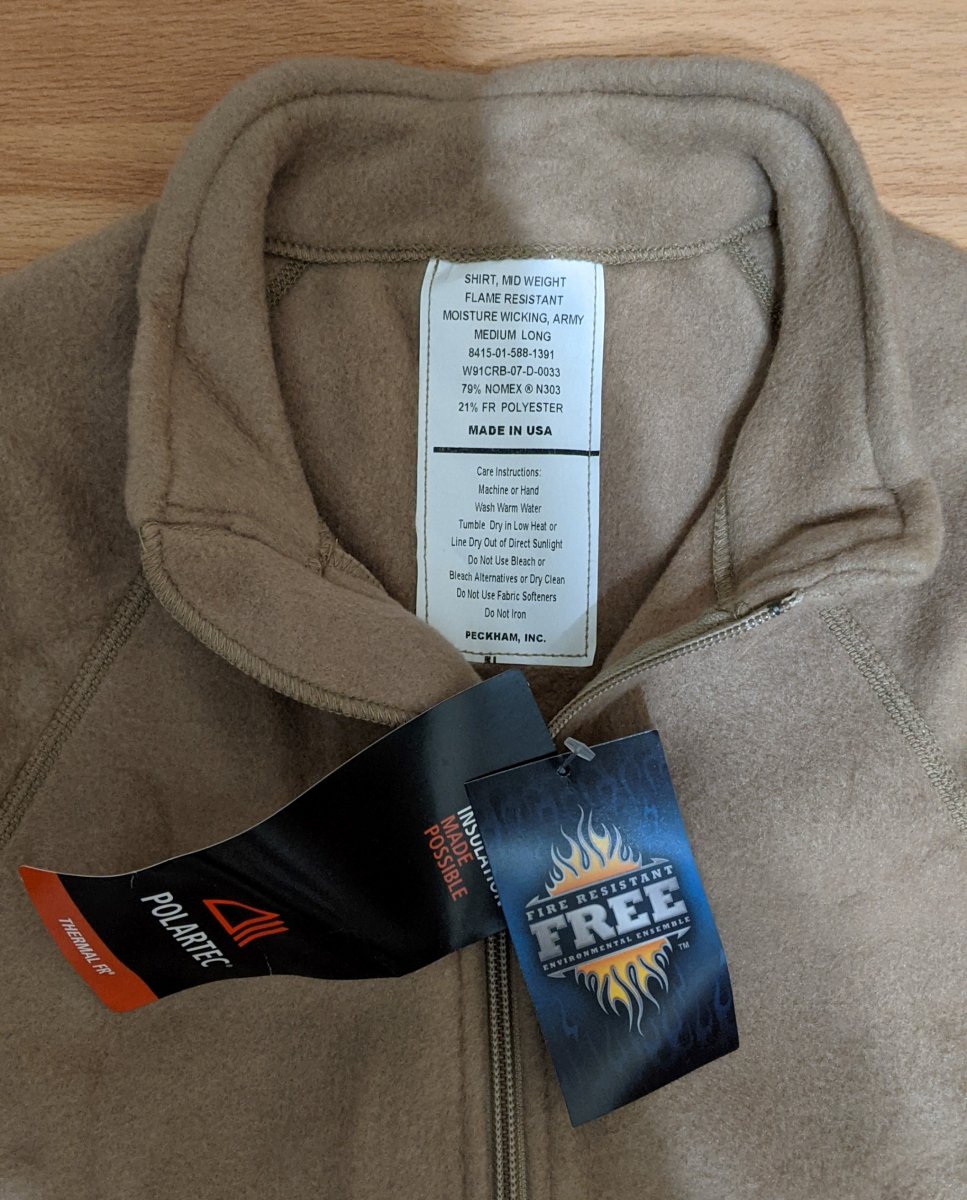 SHIRT, MID WEIGHT
FLAME RESISTANT
MOISTURE WICKING, ARMY
MEDIUM LONG
8415-01-588-1391
W91CRB-07-D-0033
79% NOMEX ® N303
21% FR POLYESTER
MADE IN USA
Care Instructions:
Machine or Hand
Wash Warm Water
Tumble Dry in Low Heat or
Line Dry Out of Direct Sunlight
Do Not Use Bleach or
Bleach Alternatives or Dry Clean
Do Not Use Fabric Softeners
Do Not Iron
PECKHAM, INC.
INSULATION
MADE
POSSIBLE
POLARTEC®
THERMAL FR®
FIRE RESISTANT
FREE
ENVIRONMENTAL ENSEMBLE
TM